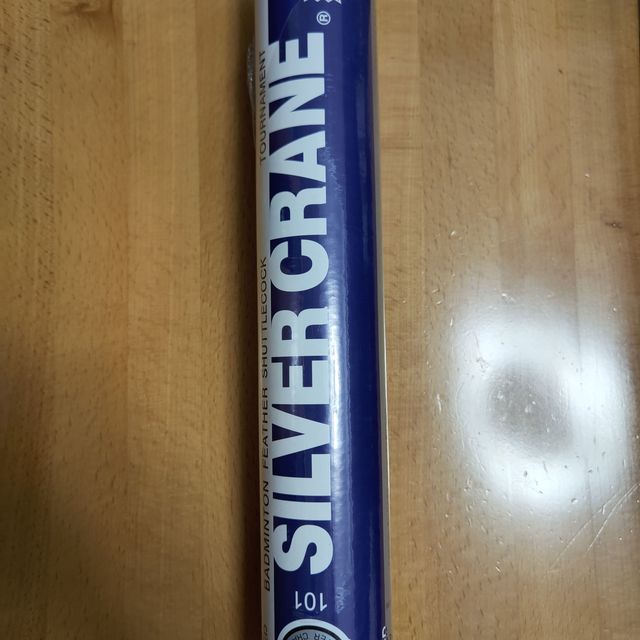 BADMINTON FEATHER SHUTTLECOCK TOURNAMENT
SILVER CRANE ®
101